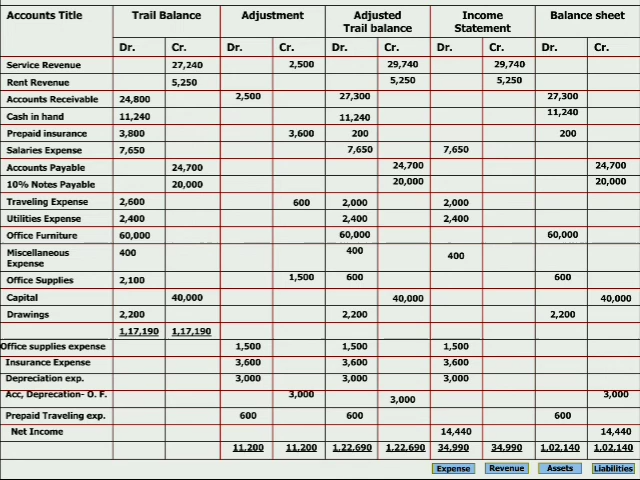 Accounts Title Trail Balance Adjustment Adjusted Trail balance Income Statement Balance sheet
Dr. Cr. Dr. Cr. Dr. Cr. Dr. Cr. Dr. Cr.
Service Revenue 27,240 2,500 29,740 29,740
Rent Revenue 5,250 5,250 5,250
Accounts Receivable 24,800 2,500 27,300 27,300
Cash in hand 11,240 11,240 11,240
Prepaid insurance 3,800 3,600 200 200
Salaries Expense 7,650 7,650 7,650
Accounts Payable 24,700 24,700 24,700
10% Notes Payable 20,000 20,000 20,000
Traveling Expense 2,600 600 2,000 2,000
Utilities Expense 2,400 2,400 2,400
Office Furniture 60,000 60,000 60,000
Miscellaneous Expense 400 400 400
Office Supplies 2,100 1,500 600 600
Capital 40,000 40,000 40,000
Drawings 2,200 2,200 2,200
1,17,190 1,17,190
Office supplies expense 1,500 1,500 1,500
Insurance Expense 3,600 3,600 3,600
Depreciation exp. 3,000 3,000 3,000
Acc, Deprecation- O. F. 3,000 3,000 3,000
Prepaid Traveling exp. 600 600 600
Net Income 14,440 14,440
11,200 11,200 1,22,690 1,22,690 34,990 34,990 1,02,140 1,02,140
Expense Revenue Assets Liabilities